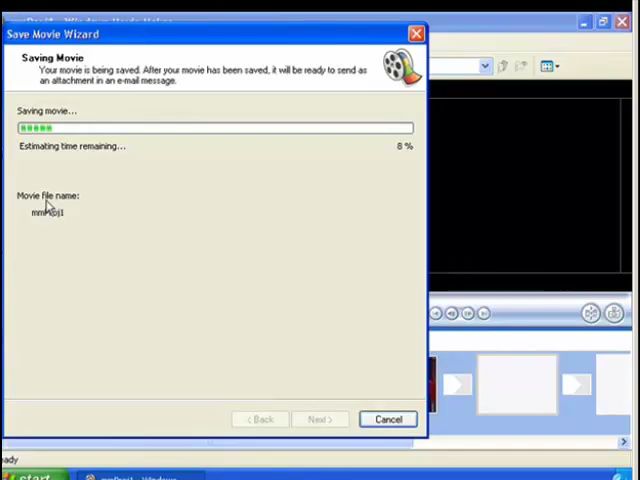 Save Movie Wizard
Saving Movie
Your movie is being saved. After your movie has been saved, it will be ready to send as
an attachment in an e-mail message.
Saving movie...
Estimating time remaining...
8 %
Movie file name:
< Back
Next >
Cancel
ady
start